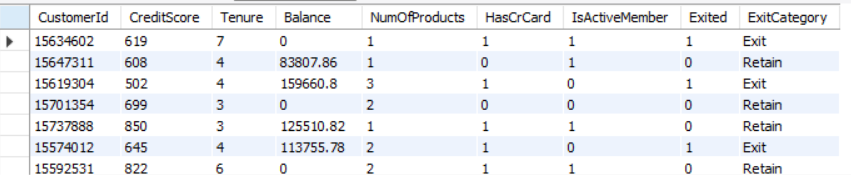 CustomerId CreditScore Tenure Balance NumOfProducts HasCrCard IsActiveMember Exited ExitCategory
15634602 619 7 0 1 1 1 1 Exit
15647311 608 4 83807.86 1 0 1 0 Retain
15619304 502 4 159660.8 3 1 0 1 Exit
15701354 699 3 0 2 0 0 0 Retain
15737888 850 3 125510.82 1 1 1 0 Retain
15574012 645 4 113755.78 2 1 0 1 Exit
15592531 822 6 0 2 1 1 0 Retain